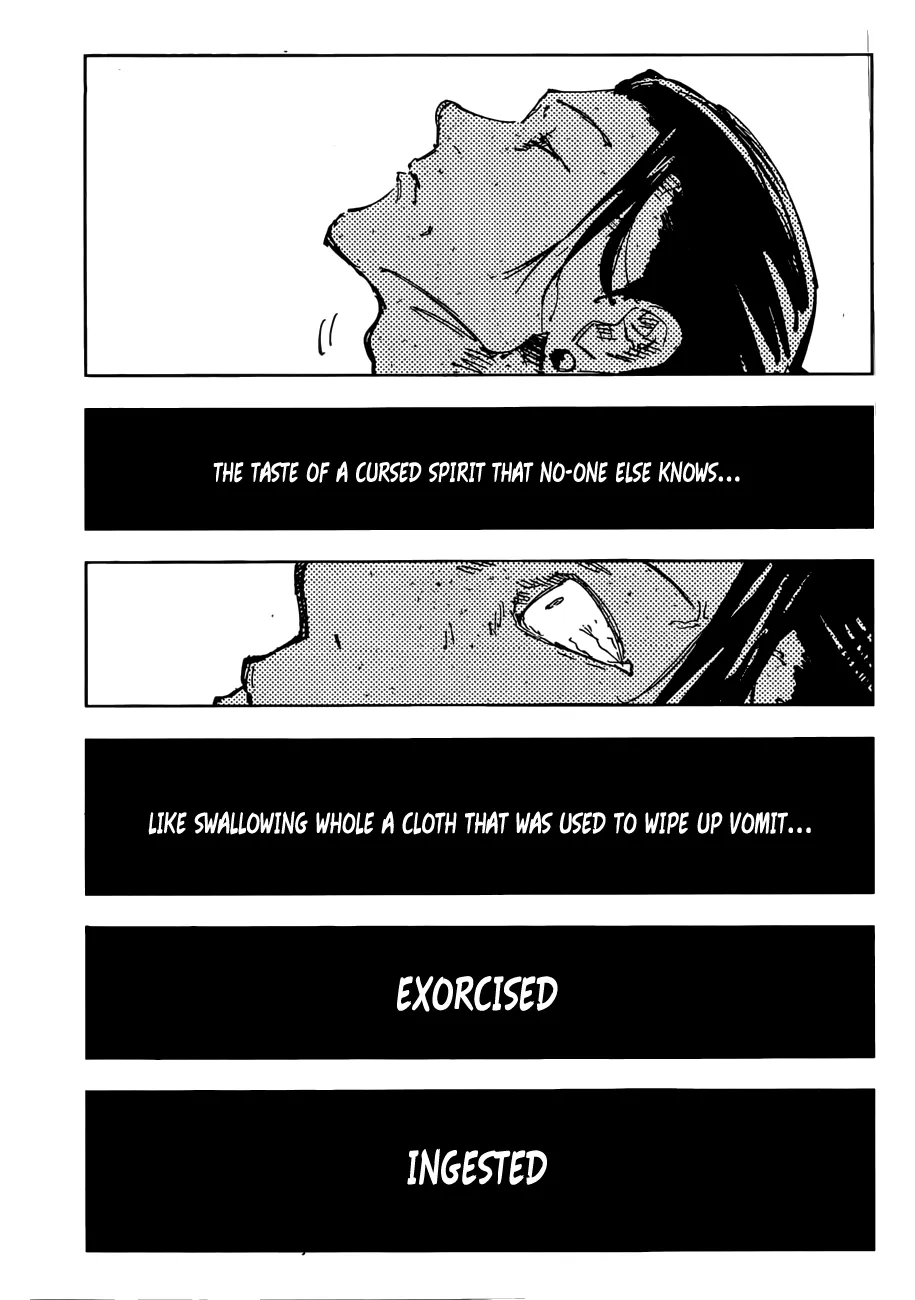 THE TASTE OF A CURSED SPIRIT THAT NO-ONE ELSE KNOWS...
LIKE SWALLOWING WHOLE A CLOTH THAT WAS USED TO WIPE UP VOMIT...
EXORCISED
INGESTED